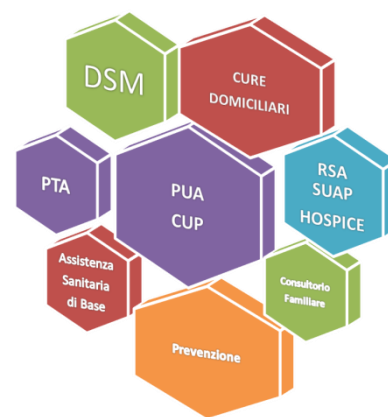 DSM
CURE
DOMICILIARI
PTA
PUA
CUP
RSA
SUAP
HOSPICE
Assistenza
Sanitaria
di Base
Consultorio
Familiare
Prevenzione